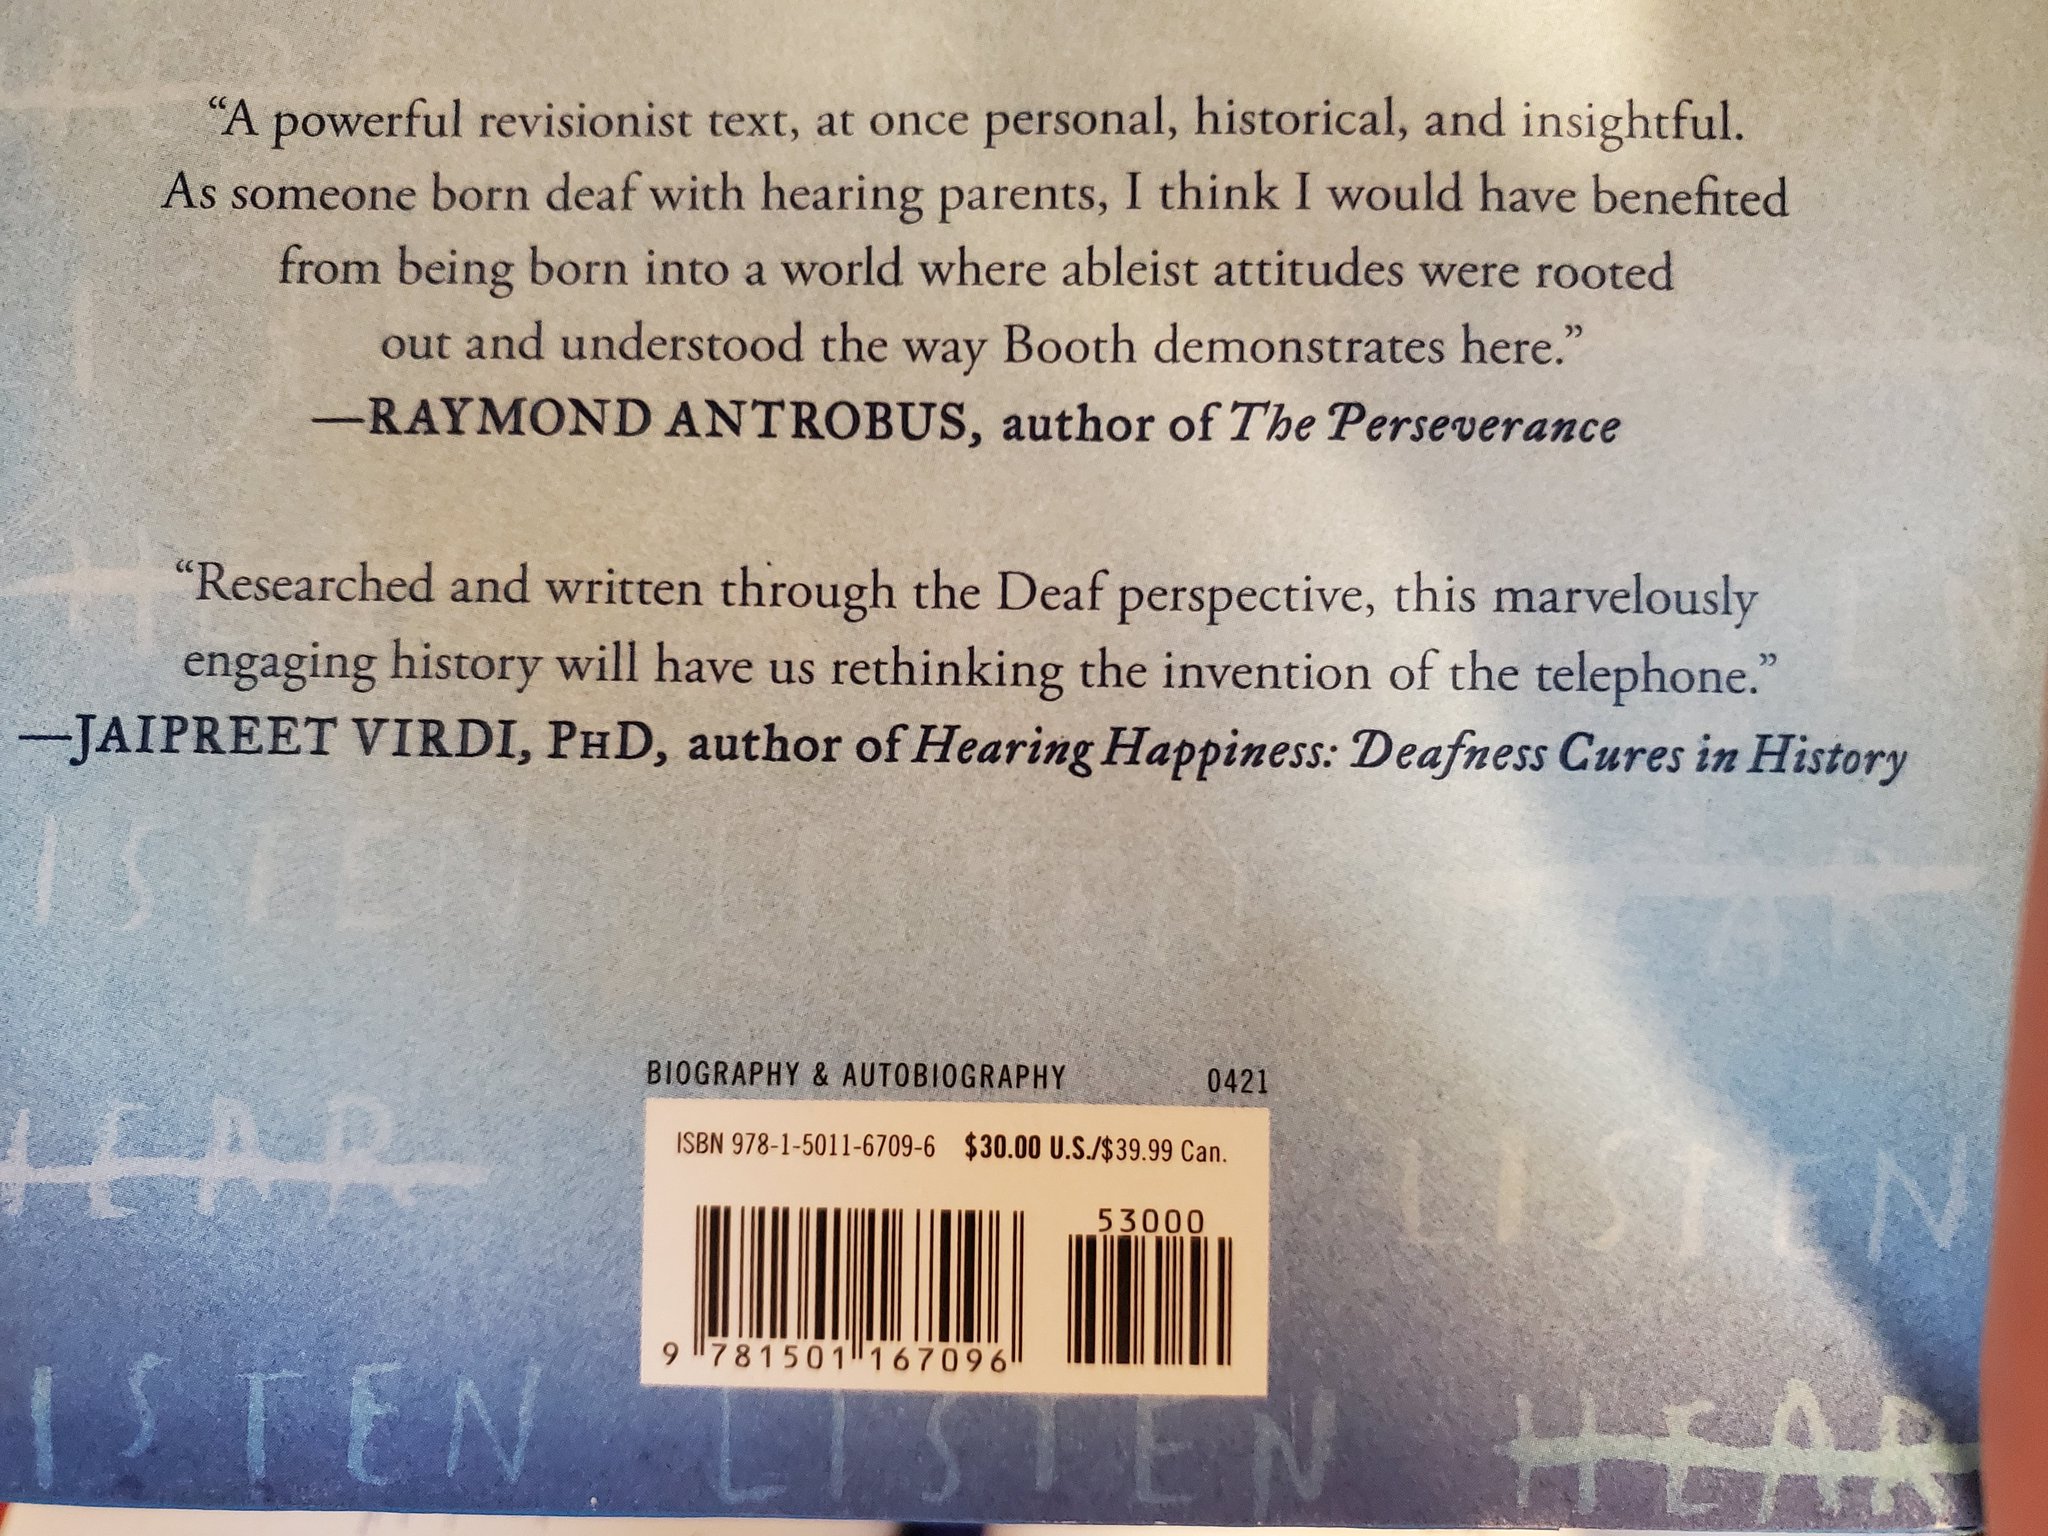 “A powerful revisionist text, at once personal, historical, and insightful.
As someone born deaf with hearing parents, I think I would have benefited
from being born into a world where ableist attitudes were rooted
out and understood the way Booth demonstrates here.”
—RAYMOND ANTROBUS, author of The Perseverance
“Researched and written through the Deaf perspective, this marvelously
engaging history will have us rethinking the invention of the telephone.”
—JAIPREET VIRDI, PHD, author of Hearing Happiness: Deafness Cures in History
ISTEN
BIOGRAPHY & AUTOBIOGRAPHY 0421
HEAR
ISBN 978-1-5011-6709-6 $30.00 U.S./$39.99 Can.
LISTEN
53000
9 781501 167096
ISTEN LISTEN HEAR